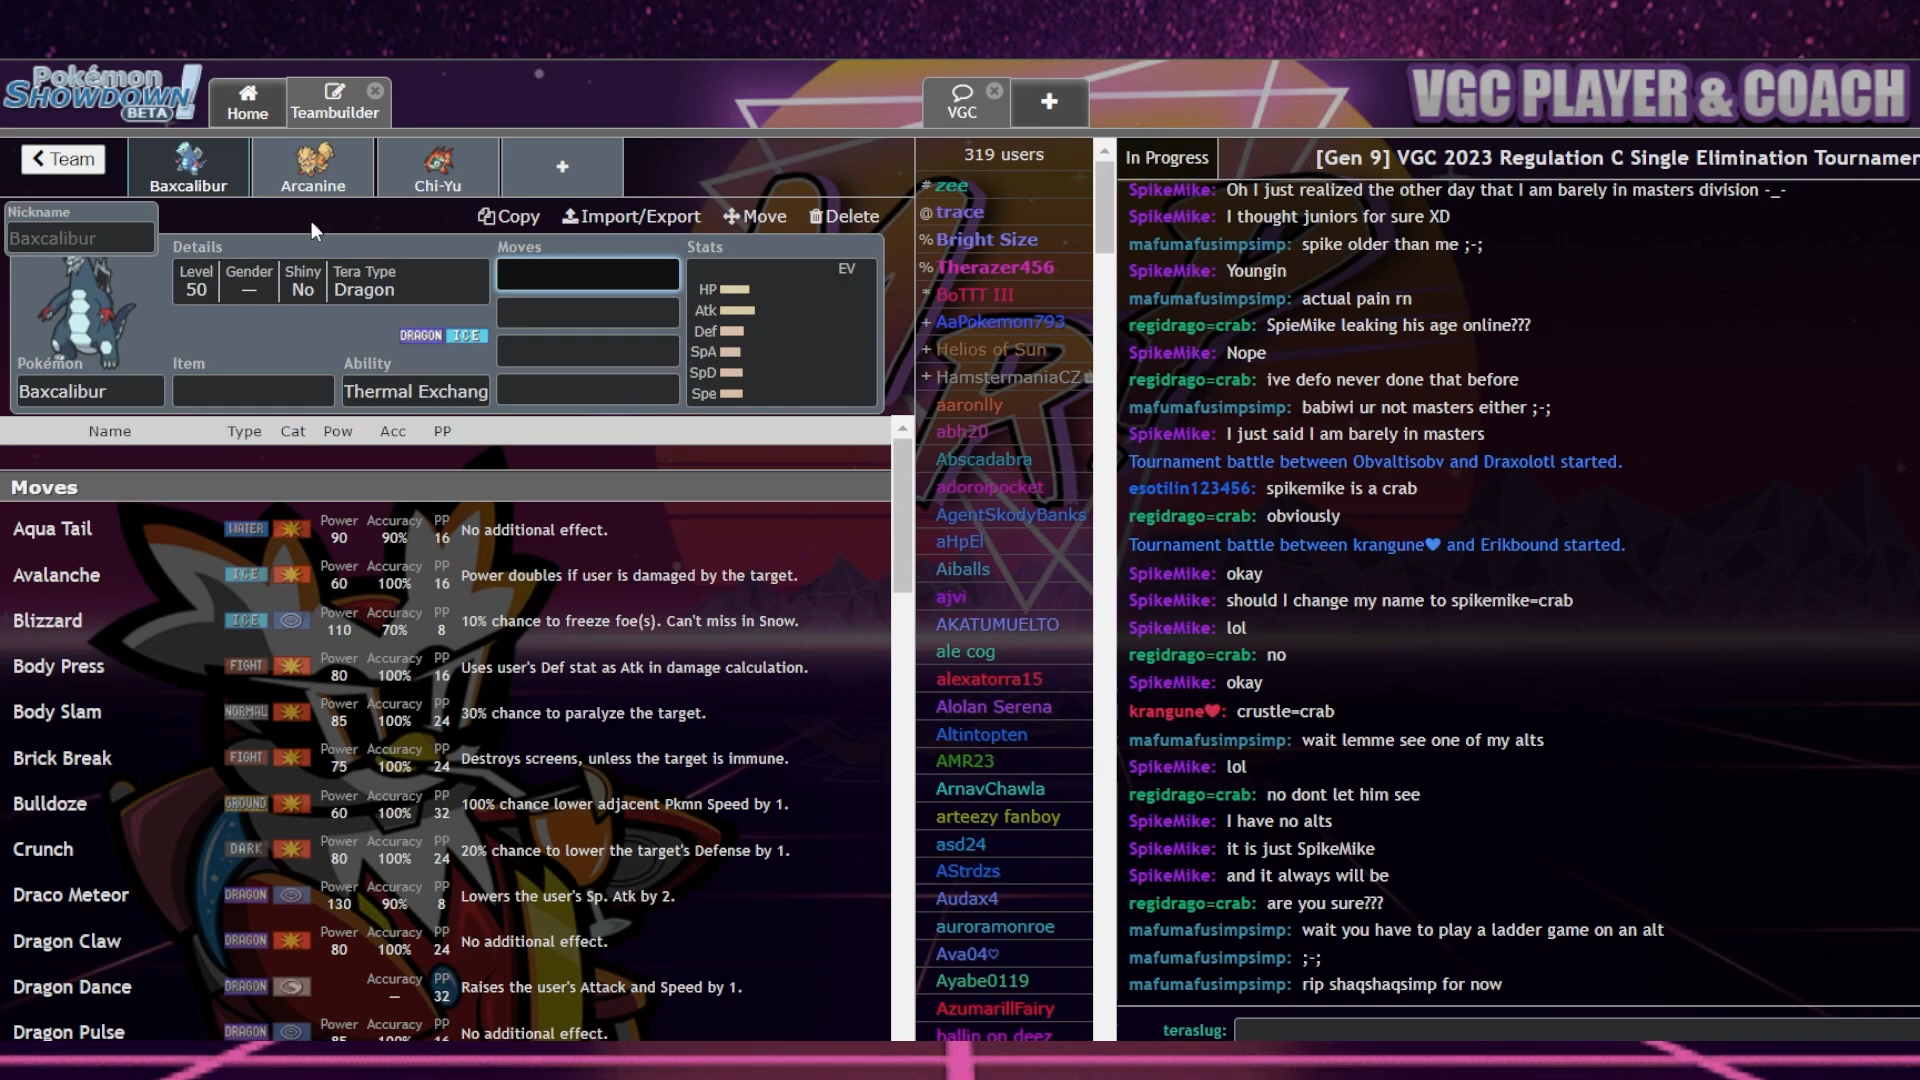 Pokémon
SHOWDOWN!
BETA
Home
Teambuilder
VGC
VGC PLAYER & COACH
Team
Baxcalibur
Arcanine
Chi-Yu
Copy
Import/Export
Move
Delete
Nickname
Baxcalibur
Details
Level
50
Gender
—
Shiny
No
Tera Type
Dragon
DRAGON ICE
Pokémon
Baxcalibur
Item
Ability
Thermal Exchang
Moves
Stats
EV
HP
Atk
Def
SpA
SpD
Spe
Name Type Cat Pow Acc PP
Moves
Aqua Tail WATER Power 90 Accuracy 90% PP 16 No additional effect.
Avalanche ICE Power 60 Accuracy 100% PP 16 Power doubles if user is damaged by the target.
Blizzard ICE Power 110 Accuracy 70% PP 8 10% chance to freeze foe(s). Can't miss in Snow.
Body Press FIGHT Power 80 Accuracy 100% PP 16 Uses user's Def stat as Atk in damage calculation.
Body Slam NORMAL Power 85 Accuracy 100% PP 24 30% chance to paralyze the target.
Brick Break FIGHT Power 75 Accuracy 100% PP 24 Destroys screens, unless the target is immune.
Bulldoze GROUND Power 60 Accuracy 100% PP 32 100% chance lower adjacent Pkmn Speed by 1.
Crunch DARK Power 80 Accuracy 100% PP 24 20% chance to lower the target's Defense by 1.
Draco Meteor DRAGON Power 130 Accuracy 90% PP 8 Lowers the user's Sp. Atk by 2.
Dragon Claw DRAGON Power 80 Accuracy 100% PP 24 No additional effect.
Dragon Dance DRAGON Accuracy — PP 32 Raises the user's Attack and Speed by 1.
Dragon Pulse DRAGON Power 85 Accuracy 100% PP 16 No additional effect.
319 users
# zee
@ trace
% Bright Size
% Therazer456
* BoTTT III
+ AaPokemon793
+ Helios of Sun
+ HamstermaniaCZ
aaronlly
abh20
Abscadabra
adoroipocket
AgentSkodyBanks
aHpEl
Aiballs
ajvi
AKATUMUELTO
ale cog
alexatorra15
Alolan Serena
Altintopten
AMR23
ArnavChawla
arteezy fanboy
asd24
AStrdzs
Audax4
auroramonroe
Ava04♡
Ayabe0119
AzumarillFairy
ballin on deez
In Progress
[Gen 9] VGC 2023 Regulation C Single Elimination Tournamen
SpikeMike: Oh I just realized the other day that I am barely in masters division -_-
SpikeMike: I thought juniors for sure XD
mafumafusimpsimp: spike older than me ;-;
SpikeMike: Youngin
mafumafusimpsimp: actual pain rn
regidrago=crab: SpieMike leaking his age online???
SpikeMike: Nope
regidrago=crab: ive defo never done that before
mafumafusimpsimp: babiwi ur not masters either ;-;
SpikeMike: I just said I am barely in masters
Tournament battle between Obvaltisobv and Draxolotl started.
esotilin123456: spikemike is a crab
regidrago=crab: obviously
Tournament battle between krangune♥ and Erikbound started.
SpikeMike: okay
SpikeMike: should I change my name to spikemike=crab
SpikeMike: lol
regidrago=crab: no
SpikeMike: okay
krangune♥: crustle=crab
mafumafusimpsimp: wait lemme see one of my alts
SpikeMike: lol
regidrago=crab: no dont let him see
SpikeMike: I have no alts
SpikeMike: it is just SpikeMike
SpikeMike: and it always will be
regidrago=crab: are you sure???
mafumafusimpsimp: wait you have to play a ladder game on an alt
mafumafusimpsimp: ;-;
mafumafusimpsimp: rip shaqshaqsimp for now
teraslug: